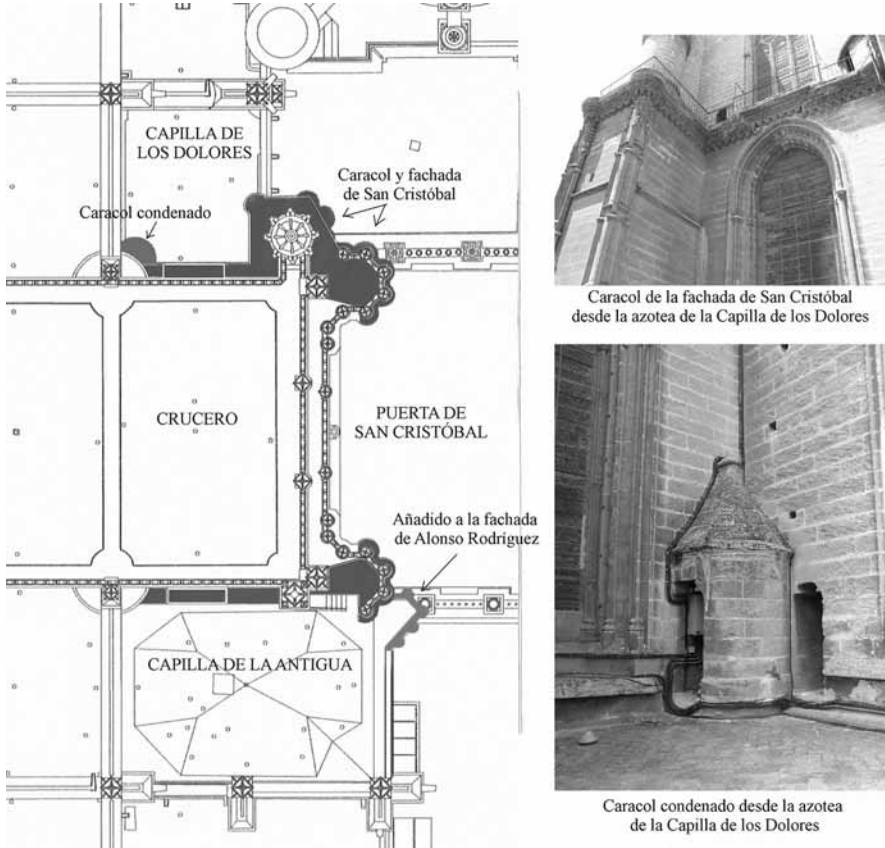 CAPILLA DE
LOS DOLORES
Caracol y fachada
de San Cristóbal
Caracol condenado
CRUCERO
PUERTA DE
SAN CRISTÓBAL
Añadido a la fachada
de Alonso Rodríguez
CAPILLA DE LA ANTIGUA
Caracol de la fachada de San Cristóbal
desde la azotea de la Capilla de los Dolores
Caracol condenado desde la azotea
de la Capilla de los Dolores